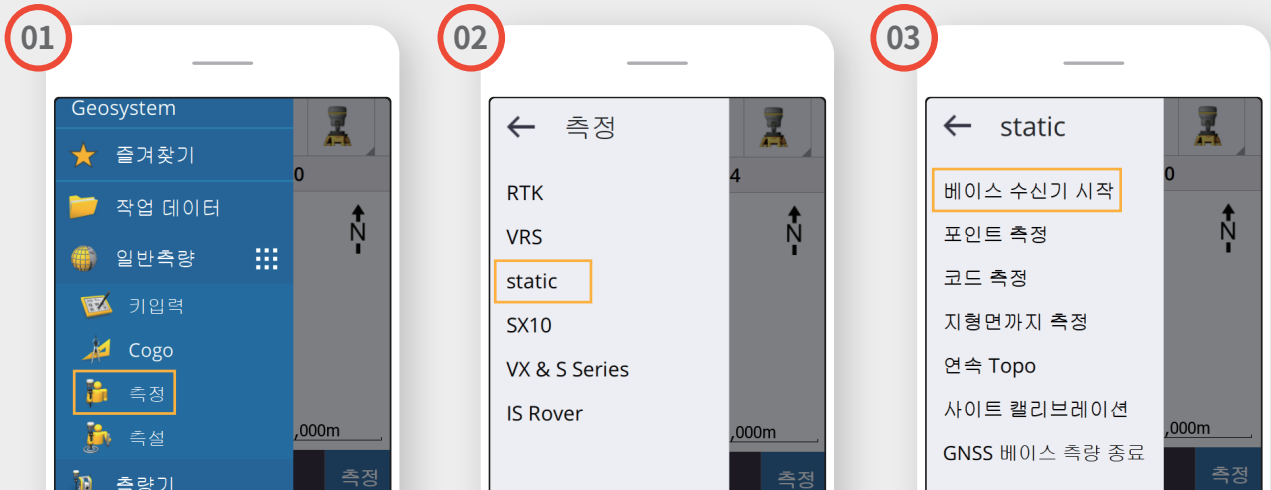 01
Geosystem
즐겨찾기
0
작업 데이터
N
일반측량
키입력
Cogo
측정
측설
,000m
측량기
측정
02
측정
4
RTK
N
VRS
static
SX10
VX & S Series
IS Rover
,000m
측정
03
static
0
베이스 수신기 시작
N
포인트 측정
코드 측정
지형면까지 측정
연속 Topo
사이트 캘리브레이션
,000m
GNSS 베이스 측량 종료
측정